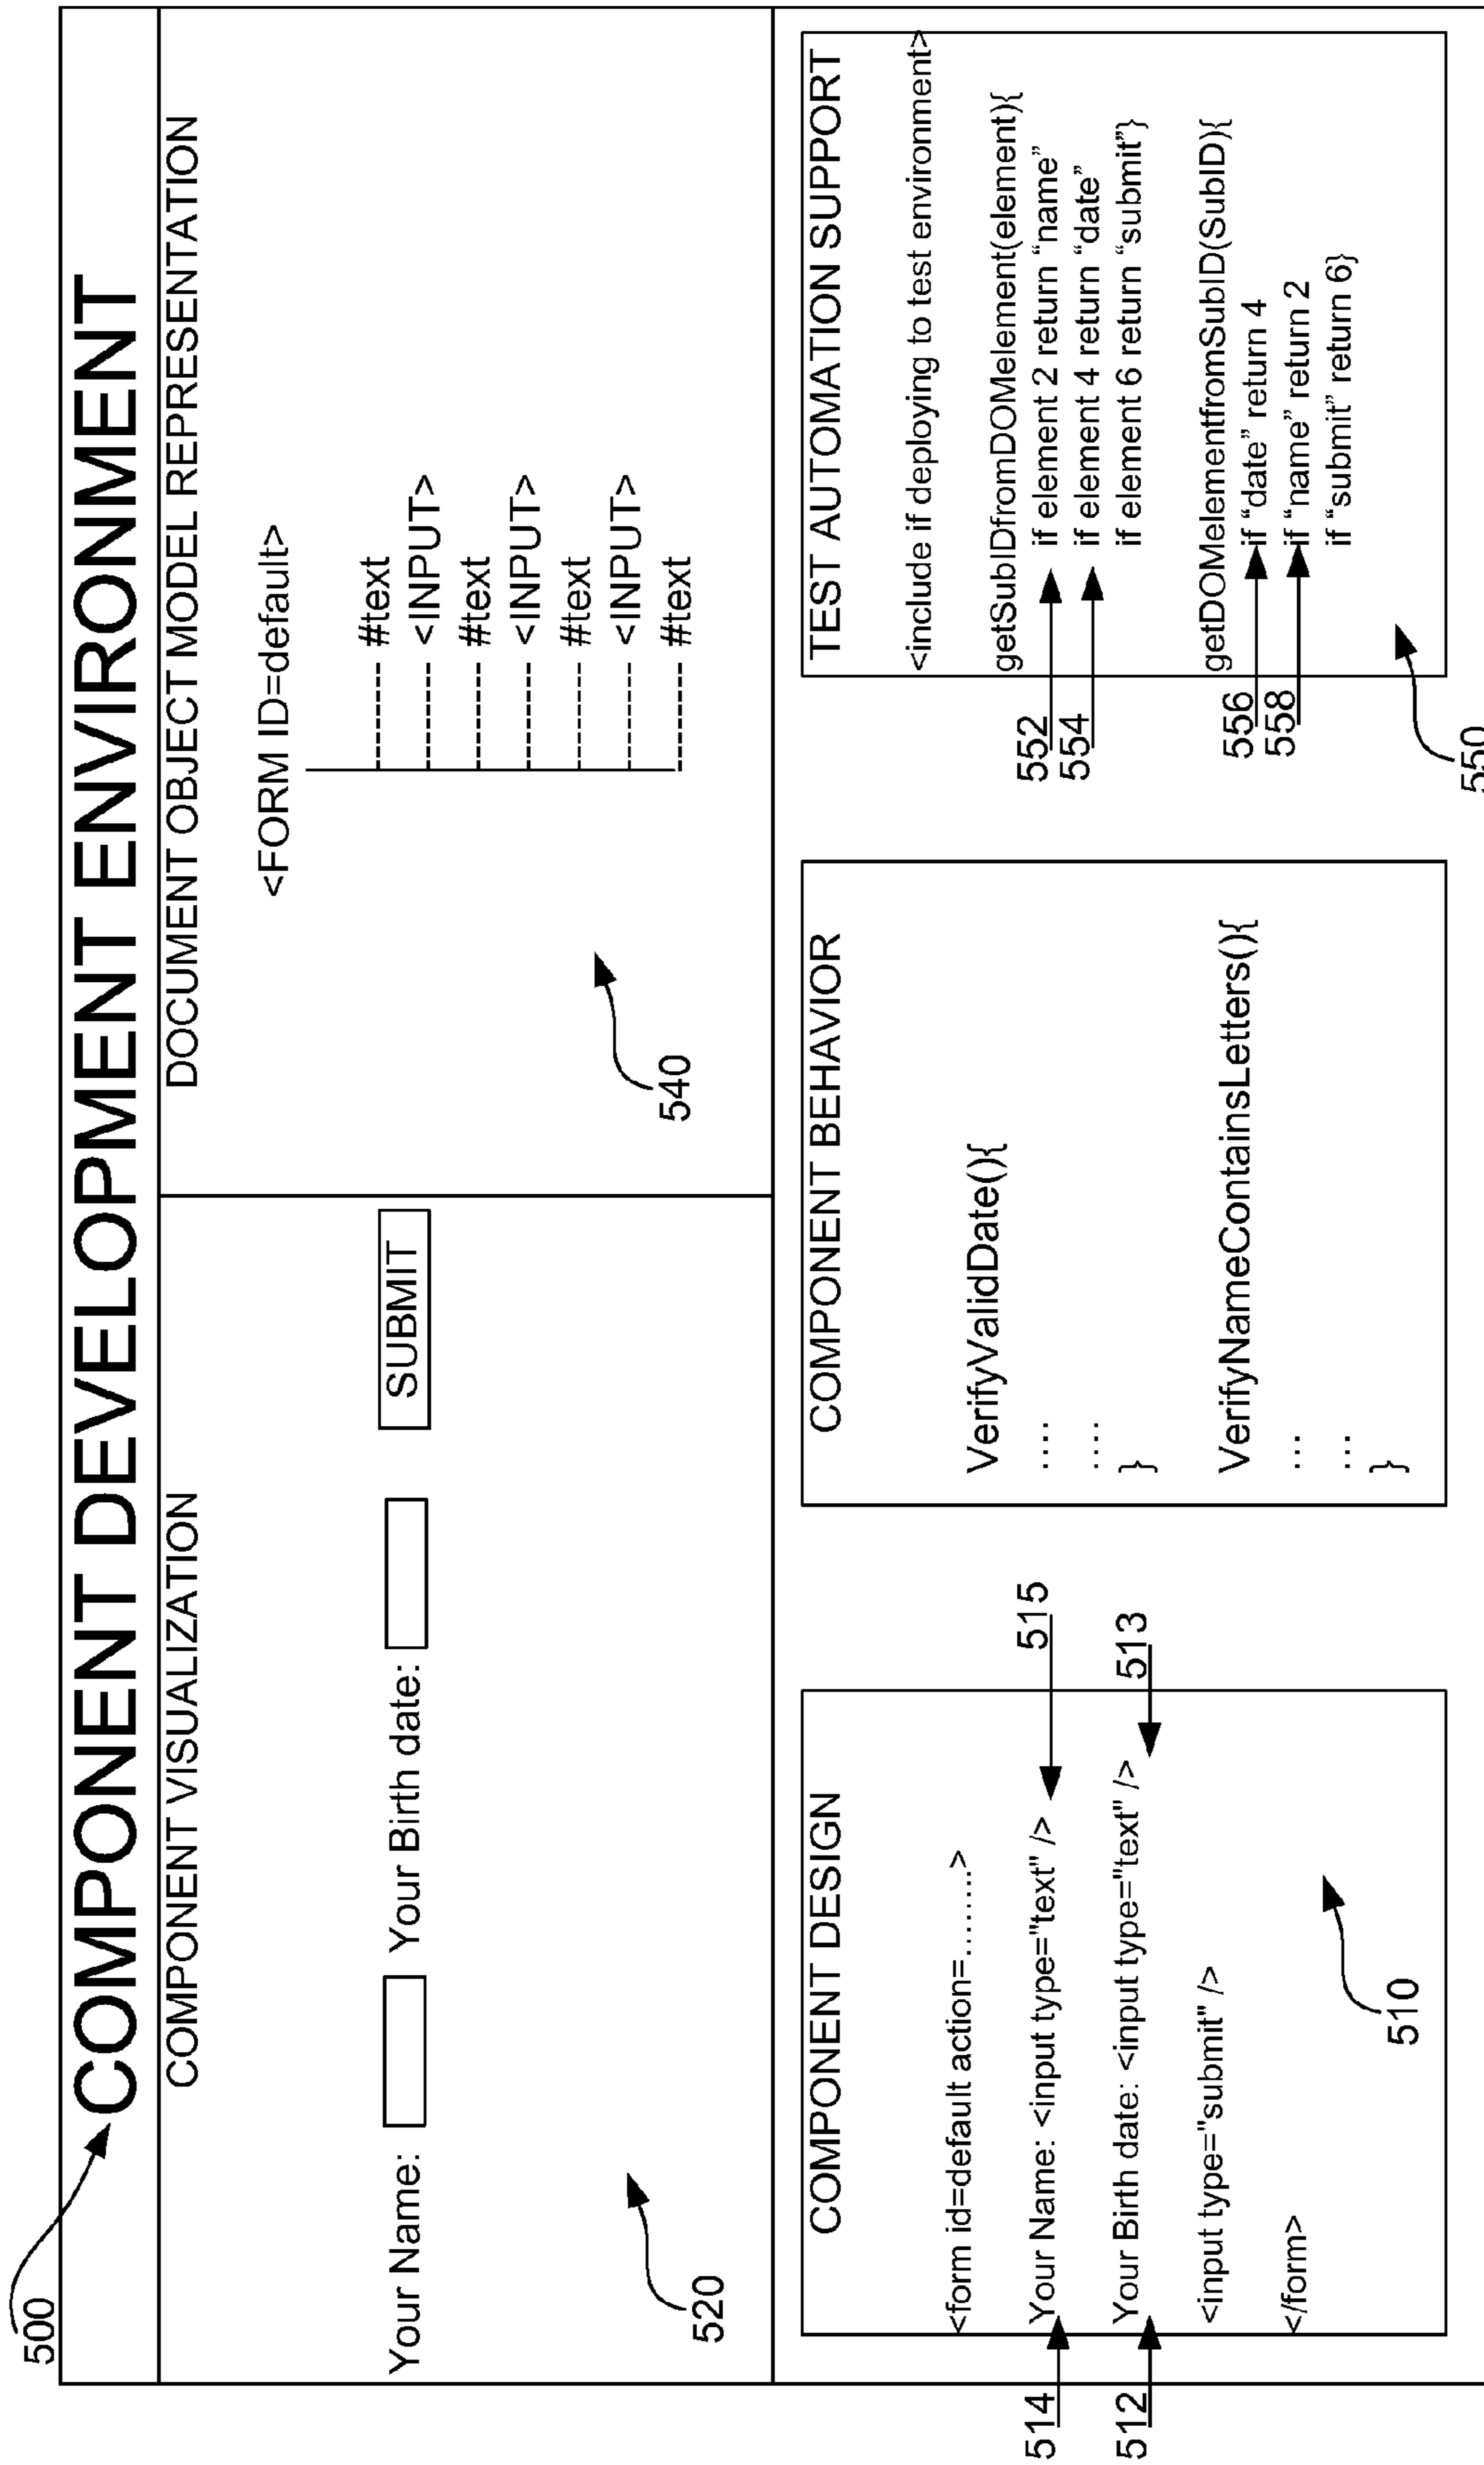 500
COMPONENT DEVELOPMENT ENVIRONMENT
COMPONENT VISUALIZATION
Your Name:
Your Birth date:
SUBMIT
520
DOCUMENT OBJECT MODEL REPRESENTATION
<FORM ID=default>
#text
<INPUT>
#text
<INPUT>
#text
<INPUT>
#text
540
COMPONENT DESIGN
<form id=default action=........>
514
Your Name: <input type="text" />
515
512
Your Birth date: <input type="text" />
513
<input type="submit" />
</form>
510
COMPONENT BEHAVIOR
VerifyValidDate(){
....
....
}
VerifyNameContainsLetters(){
...
...
}
TEST AUTOMATION SUPPORT
<include if deploying to test environment>
getSubIDfromDOMelement(element){
552
if element 2 return “name”
554
if element 4 return “date”
if element 6 return “submit”}
getDOMelementfromSubID(SubID){
556
if “date” return 4
558
if “name” return 2
if “submit” return 6}
550